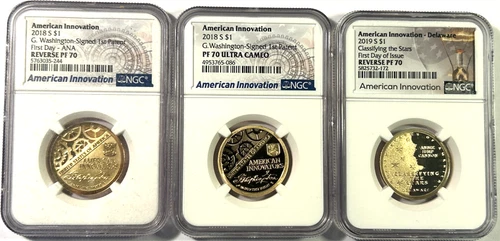 American Innovation
2018 S $1
G. Washington-Signed 1st Patent
First Day - ANA
REVERSE PF 70
5763035-244
American Innovation
NGC
American Innovation
2018 S $1
G. Washington-Signed 1st Patent
PF 70 ULTRA CAMEO
4953765-086
American Innovation
NGC
AMERICAN
INNOVATORS
American Innovation - Delaware
2019 S $1
Classifying the Stars
First Day of Issue
REVERSE PF 70
5825732-172
American Innovation
NGC
ANNIE
JUMP
CANNON
CLASSIFYING
THE
STARS